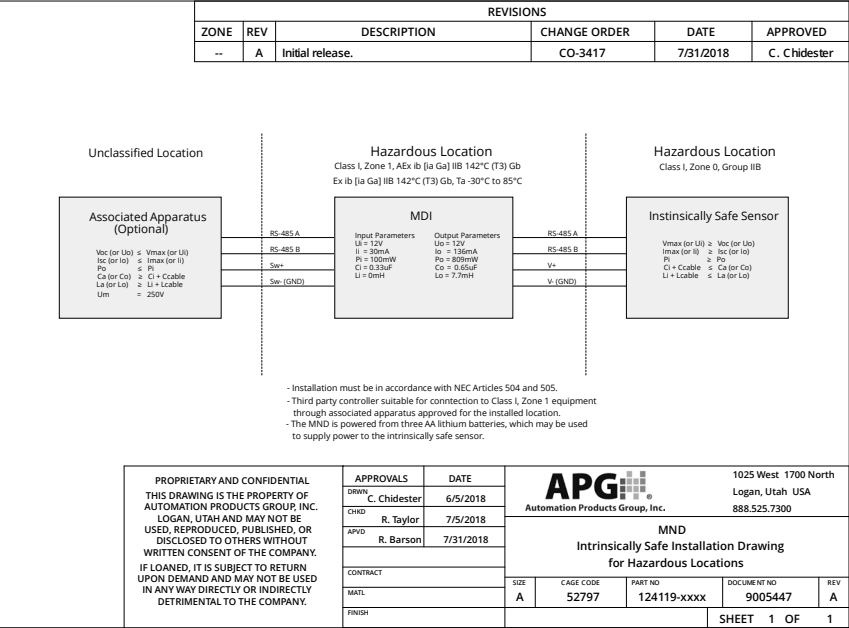 REVISIONS
ZONE REV DESCRIPTION CHANGE ORDER DATE APPROVED
-- A Initial release. CO-3417 7/31/2018 C. Chidester
Unclassified Location
Hazardous Location
Class I, Zone 1, AEx ib [ia Ga] IIB 142°C (T3) Gb
Ex ib [ia Ga] IIB 142°C (T3) Gb, Ta -30°C to 85°C
Hazardous Location
Class I, Zone 0, Group IIB
Associated Apparatus
(Optional)
Voc (or Uo) ≤ Vmax (or Ui)
Isc (or Io) ≤ Imax (or Ii)
Po ≤ Pi
Ca (or Co) ≥ Ci + Ccable
La (or Lo) ≥ Li + Lcable
Um = 250V
RS-485 A
RS-485 B
Sw+
Sw- (GND)
MDI
Input Parameters
Ui = 12V
Ii = 30mA
Pi = 100mW
Ci = 0.33uF
Li = 0mH
Output Parameters
Uo = 12V
Io = 136mA
Po = 809mW
Co = 0.65uF
Lo = 7.7mH
RS-485 A
RS-485 B
V+
V- (GND)
Instinsically Safe Sensor
Vmax (or Ui) ≥ Voc (or Uo)
Imax (or Ii) ≥ Isc (or Io)
Pi ≥ Po
Ci + Ccable ≤ Ca (or Co)
Li + Lcable ≤ La (or Lo)
- Installation must be in accordance with NEC Articles 504 and 505.
- Third party controller suitable for conntection to Class I, Zone 1 equipment
through associated apparatus approved for the installed location.
- The MND is powered from three AA lithium batteries, which may be used
to supply power to the intrinsically safe sensor.
PROPRIETARY AND CONFIDENTIAL
THIS DRAWING IS THE PROPERTY OF
AUTOMATION PRODUCTS GROUP, INC.
LOGAN, UTAH AND MAY NOT BE
USED, REPRODUCED, PUBLISHED, OR
DISCLOSED TO OTHERS WITHOUT
WRITTEN CONSENT OF THE COMPANY.
IF LOANED, IT IS SUBJECT TO RETURN
UPON DEMAND AND MAY NOT BE USED
IN ANY WAY DIRECTLY OR INDIRECTLY
DETRIMENTAL TO THE COMPANY.
APPROVALS DATE
DRWN C. Chidester 6/5/2018
CHKD R. Taylor 7/5/2018
APVD R. Barson 7/31/2018
CONTRACT
MATL
FINISH
APG®
Automation Products Group, Inc.
1025 West 1700 North
Logan, Utah USA
888.525.7300
MND
Intrinsically Safe Installation Drawing
for Hazardous Locations
SIZE CAGE CODE PART NO DOCUMENT NO REV
A 52797 124119-xxxx 9005447 A
SHEET 1 OF 1